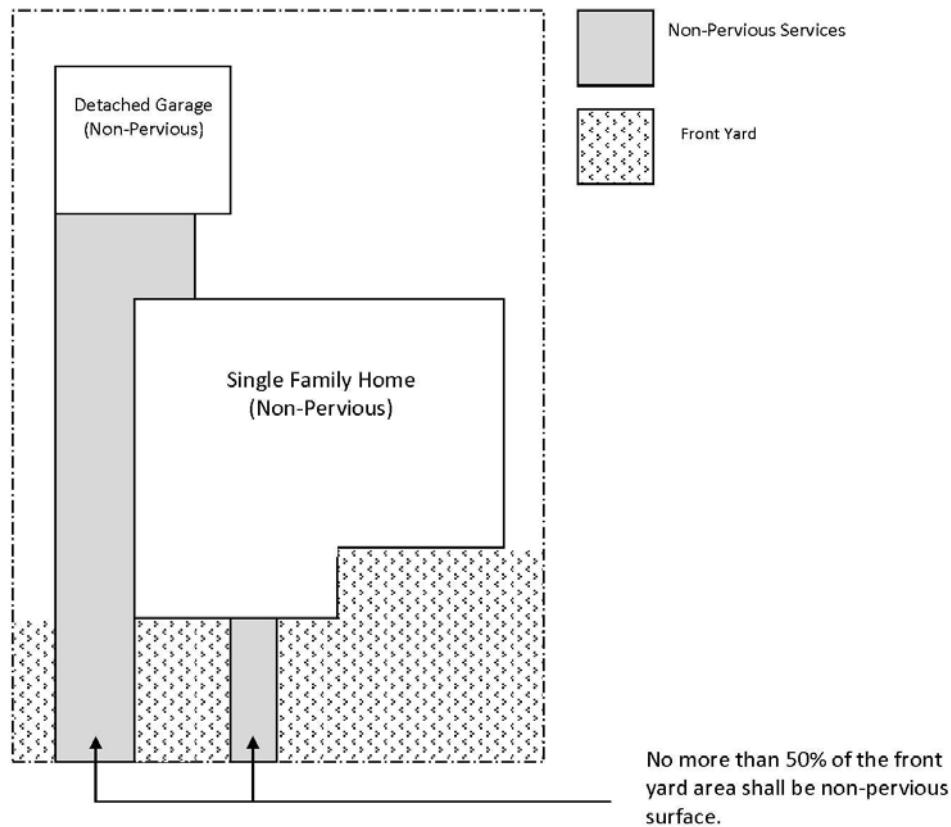 Non-Pervious Services
Detached Garage
(Non-Pervious)
Front Yard
Single Family Home
(Non-Pervious)
No more than 50% of the front
yard area shall be non-pervious
surface.